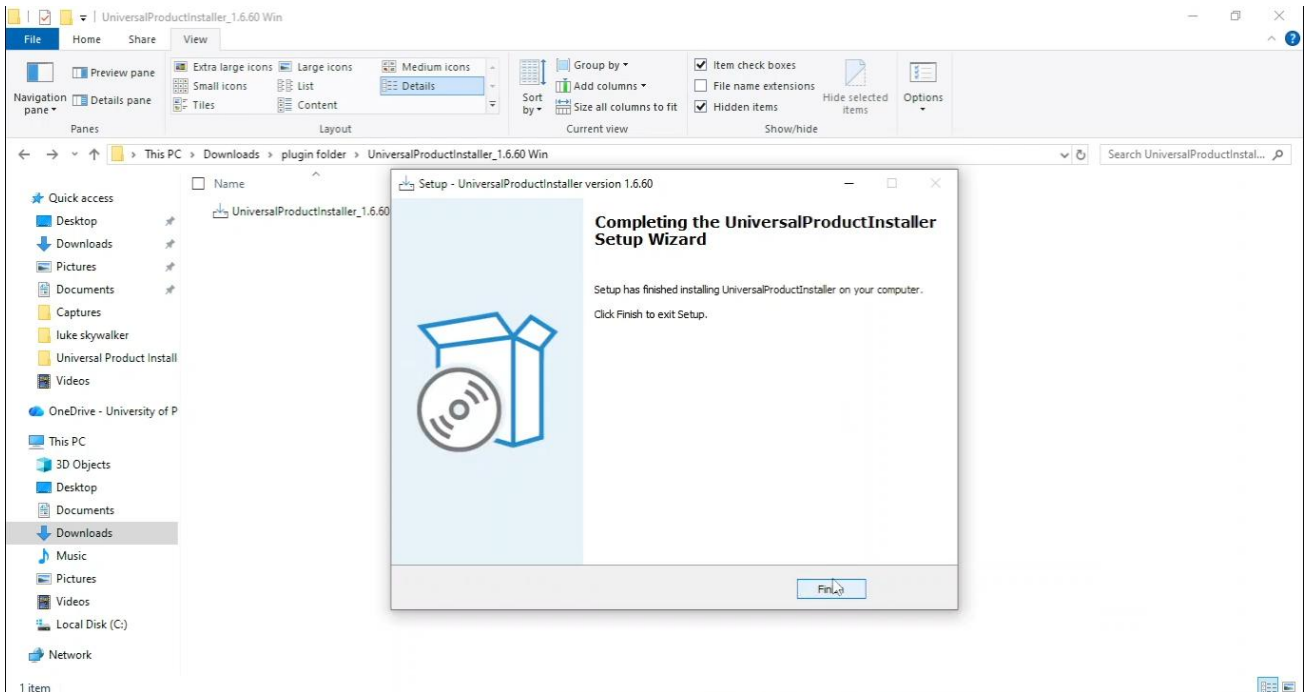 UniversalProductInstaller_1.6.60 Win
File Home Share View
Preview pane
Details pane
Navigation pane
Panes
Extra large icons Large icons Medium icons
Small icons List Details
Tiles Content
Layout
Sort by
Group by
Add columns
Size all columns to fit
Current view
Item check boxes
File name extensions
Hidden items
Hide selected items
Show/hide
Options
This PC > Downloads > plugin folder > UniversalProductInstaller_1.6.60 Win
Search UniversalProductInstal...
Name
UniversalProductInstaller_1.6.60
Quick access
Desktop
Downloads
Pictures
Documents
Captures
luke skywalker
Universal Product Install
Videos
OneDrive - University of P
This PC
3D Objects
Desktop
Documents
Downloads
Music
Pictures
Videos
Local Disk (C:)
Network
1 item
Setup - UniversalProductInstaller version 1.6.60
Completing the UniversalProductInstaller
Setup Wizard
Setup has finished installing UniversalProductInstaller on your computer.
Click Finish to exit Setup.